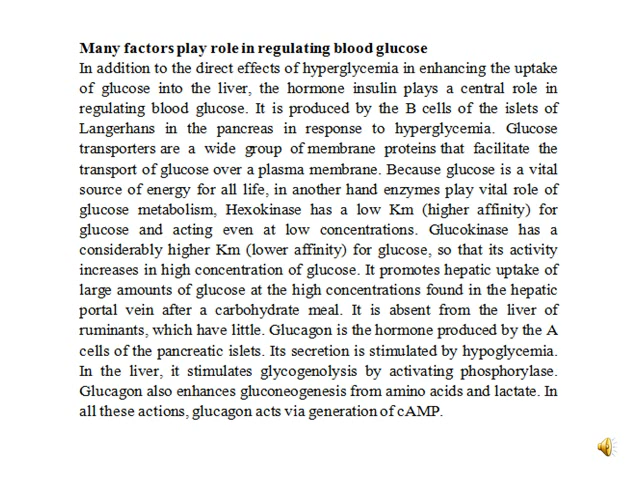 Many factors play role in regulating blood glucose
In addition to the direct effects of hyperglycemia in enhancing the uptake
of glucose into the liver, the hormone insulin plays a central role in
regulating blood glucose. It is produced by the B cells of the islets of
Langerhans in the pancreas in response to hyperglycemia. Glucose
transporters are a wide group of membrane proteins that facilitate the
transport of glucose over a plasma membrane. Because glucose is a vital
source of energy for all life, in another hand enzymes play vital role of
glucose metabolism, Hexokinase has a low Km (higher affinity) for
glucose and acting even at low concentrations. Glucokinase has a
considerably higher Km (lower affinity) for glucose, so that its activity
increases in high concentration of glucose. It promotes hepatic uptake of
large amounts of glucose at the high concentrations found in the hepatic
portal vein after a carbohydrate meal. It is absent from the liver of
ruminants, which have little. Glucagon is the hormone produced by the A
cells of the pancreatic islets. Its secretion is stimulated by hypoglycemia.
In the liver, it stimulates glycogenolysis by activating phosphorylase.
Glucagon also enhances gluconeogenesis from amino acids and lactate. In
all these actions, glucagon acts via generation of cAMP.